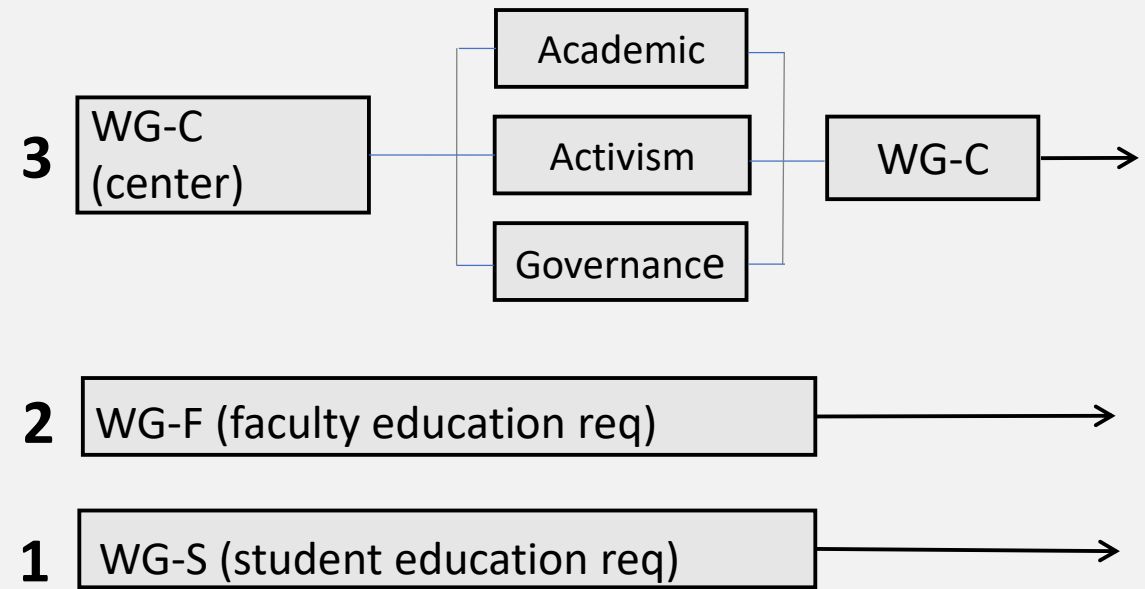 Academic
3
WG-C
(center)
Activism
WG-C
Governance
2
WG-F (faculty education req)
1
WG-S (student education req)